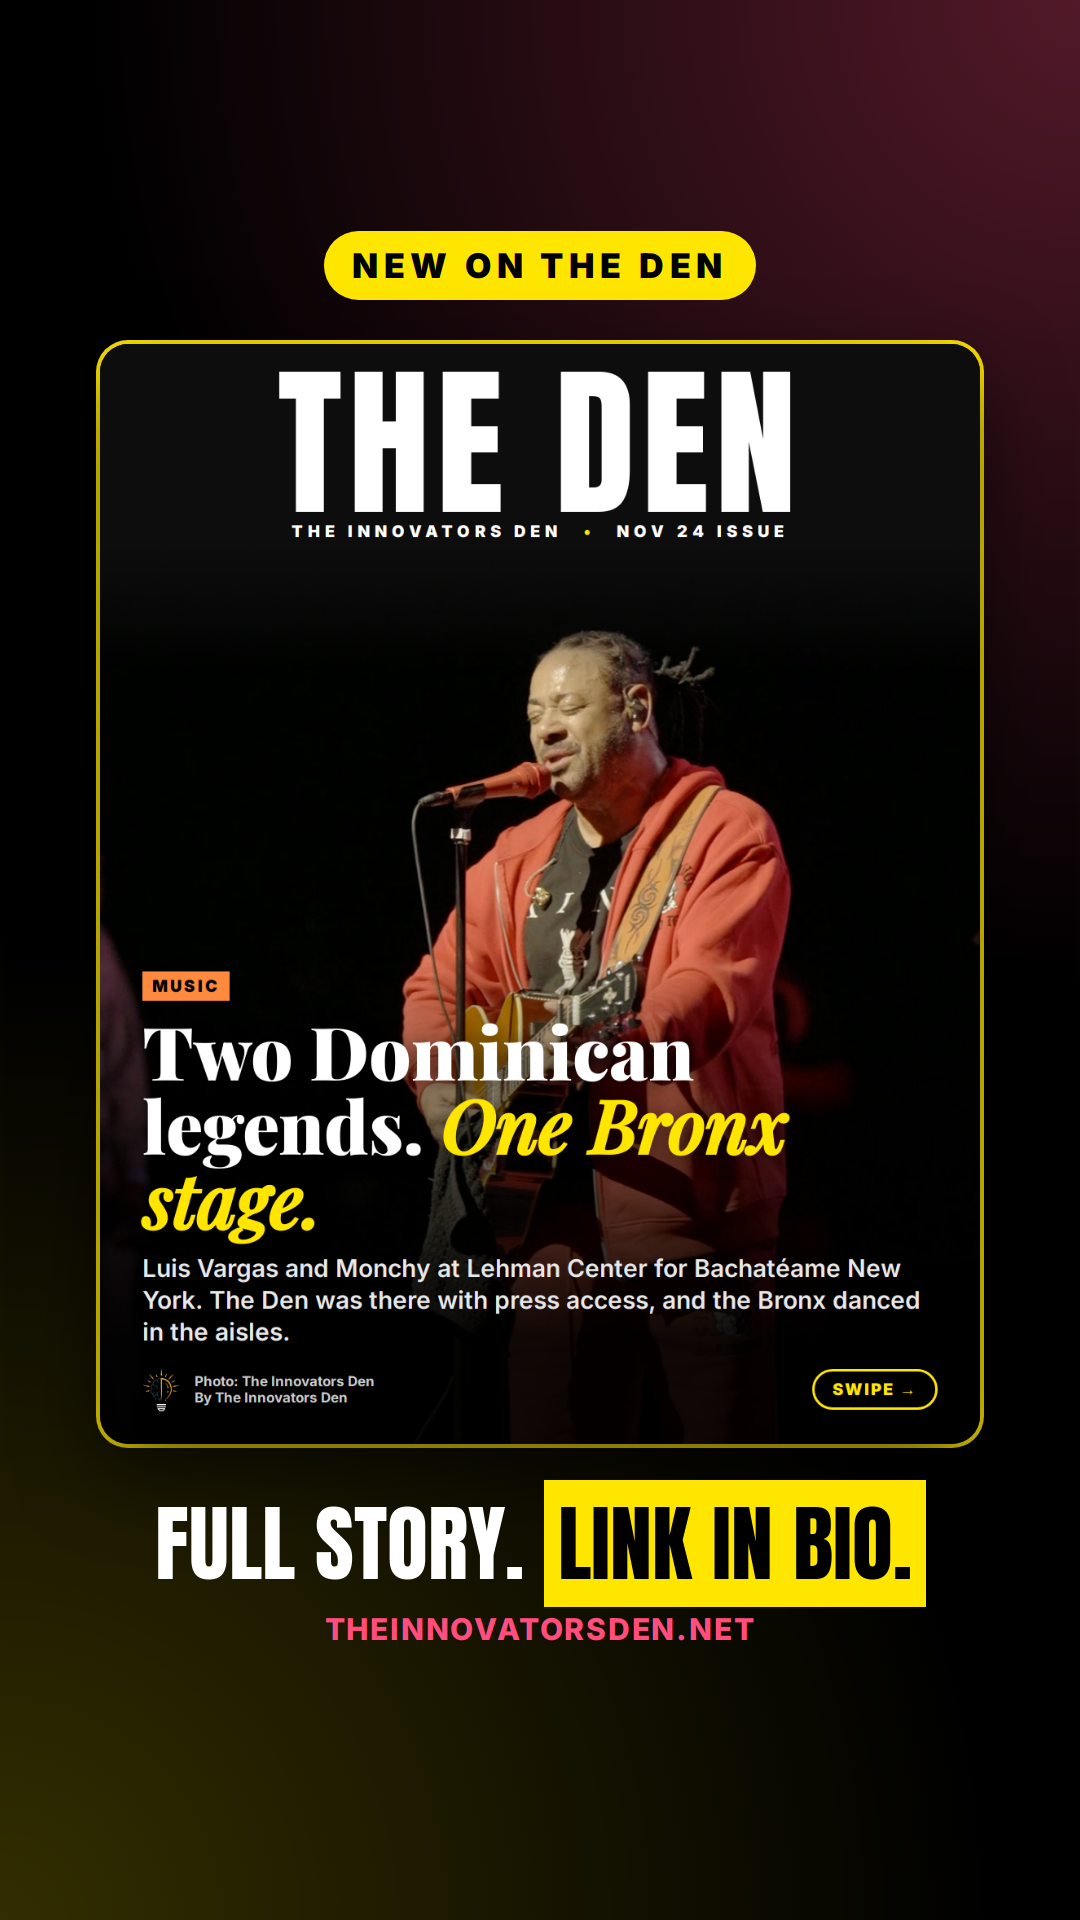 NEW ON THE DEN
THE DEN
THE INNOVATORS DEN • NOV 24 ISSUE
MUSIC
Two Dominican
legends. One Bronx
stage.
Luis Vargas and Monchy at Lehman Center for Bachatéame New
York. The Den was there with press access, and the Bronx danced
in the aisles.
Photo: The Innovators Den
By The Innovators Den
SWIPE →
FULL STORY. LINK IN BIO.
THEINNOVATORSDEN.NET